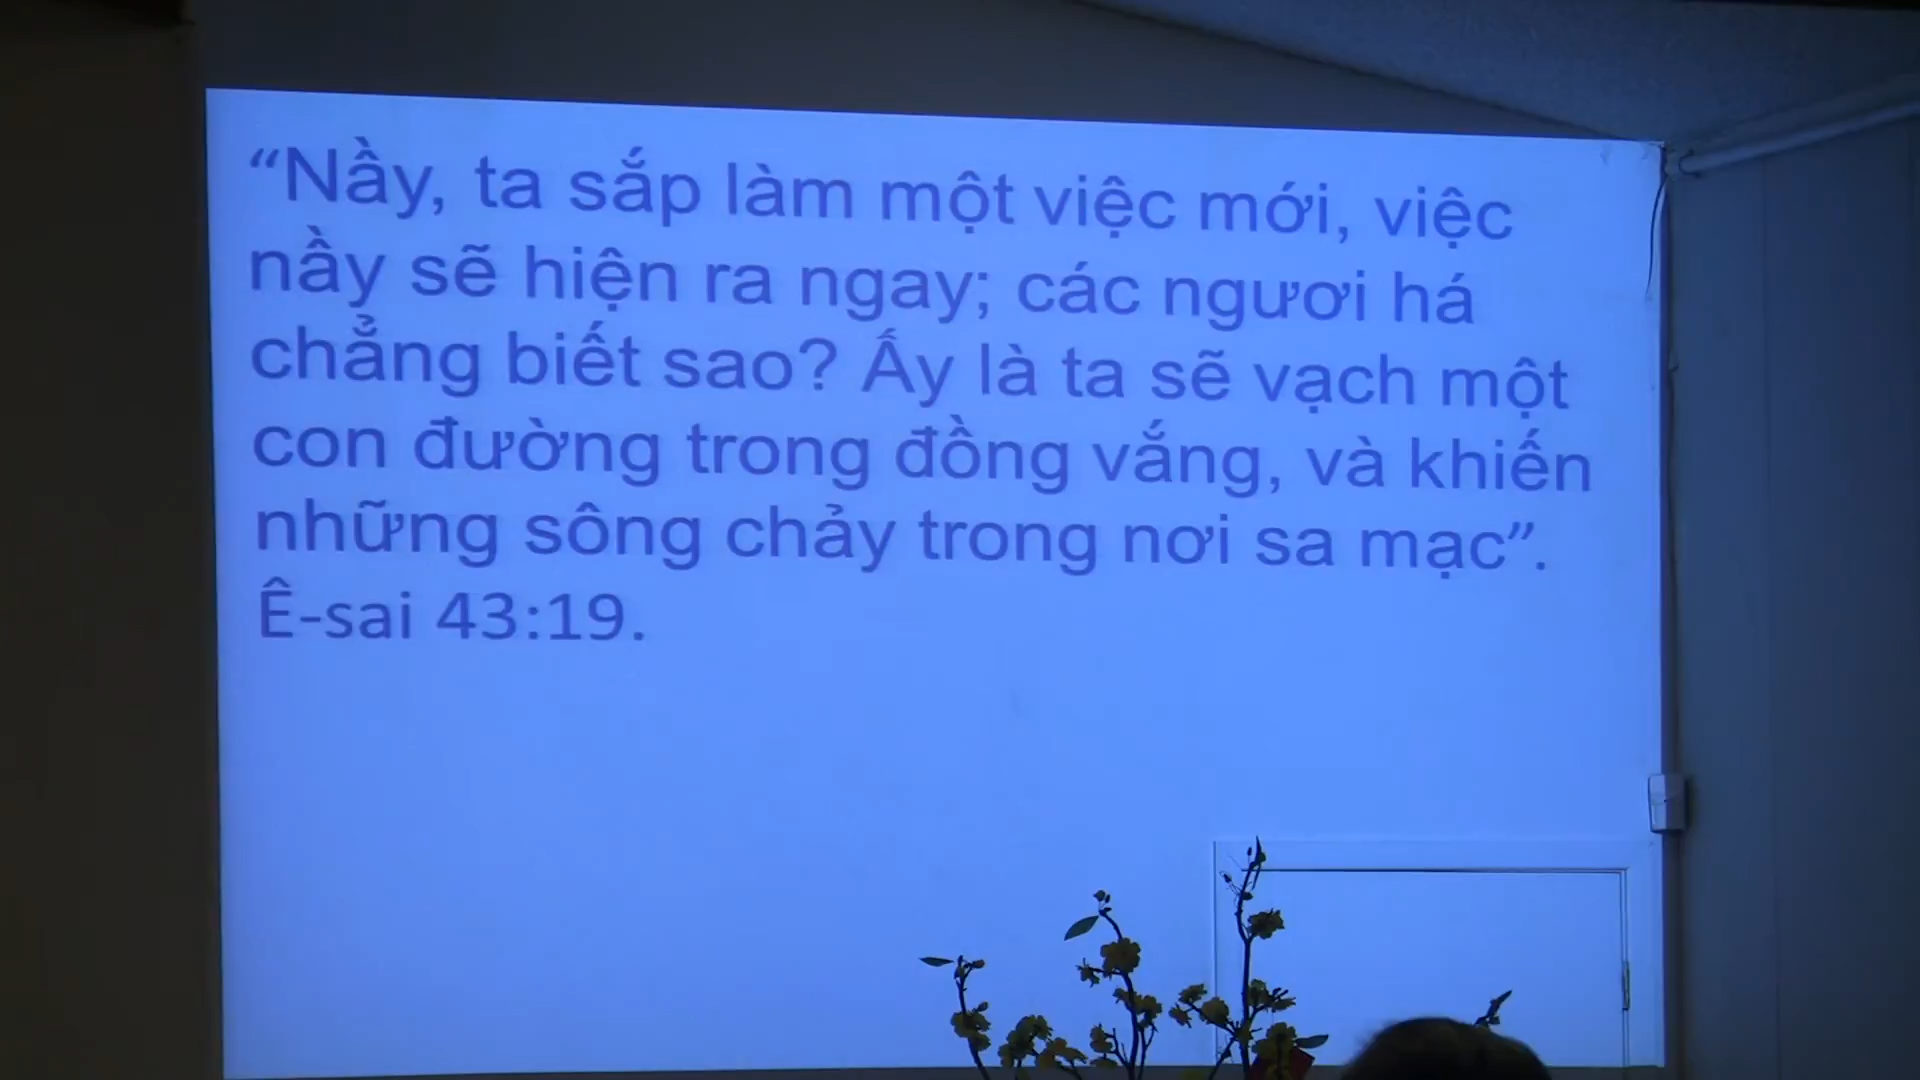 “Nầy, ta sắp làm một việc mới, việc
nầy sẽ hiện ra ngay; các ngươi há
chẳng biết sao? Ấy là ta sẽ vạch một
con đường trong đồng vắng, và khiến
những sông chảy trong nơi sa mạc”.
Ê-sai 43:19.